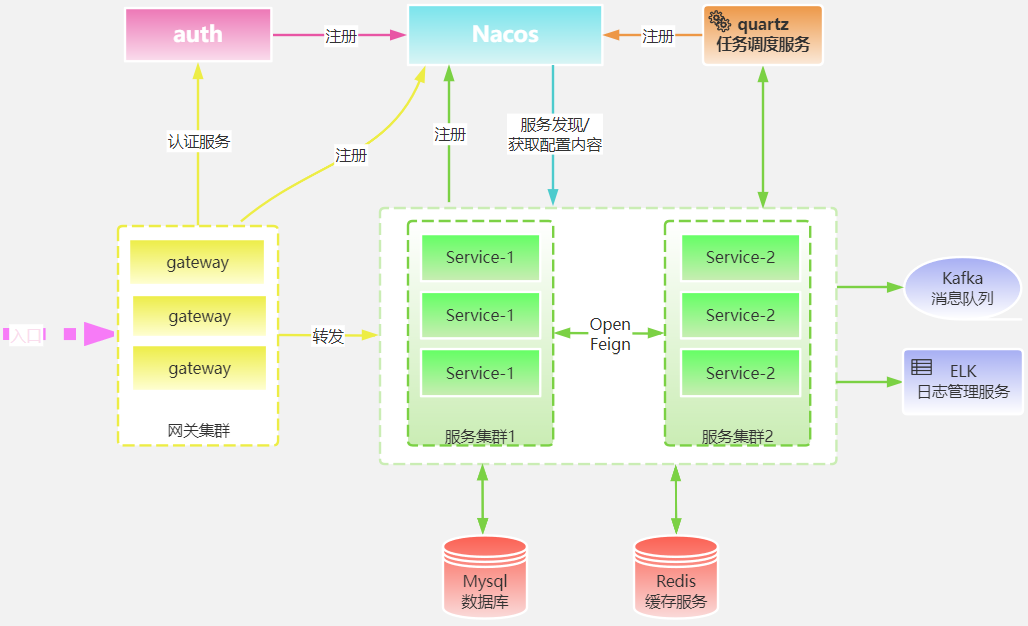 auth
注册
Nacos
注册
quartz
任务调度服务
认证服务
注册
注册
服务发现/
获取配置内容
入口
gateway
gateway
gateway
网关集群
转发
Service-1
Service-1
Service-1
服务集群1
Open
Feign
Service-2
Service-2
Service-2
服务集群2
Kafka
消息队列
ELK
日志管理服务
Mysql
数据库
Redis
缓存服务